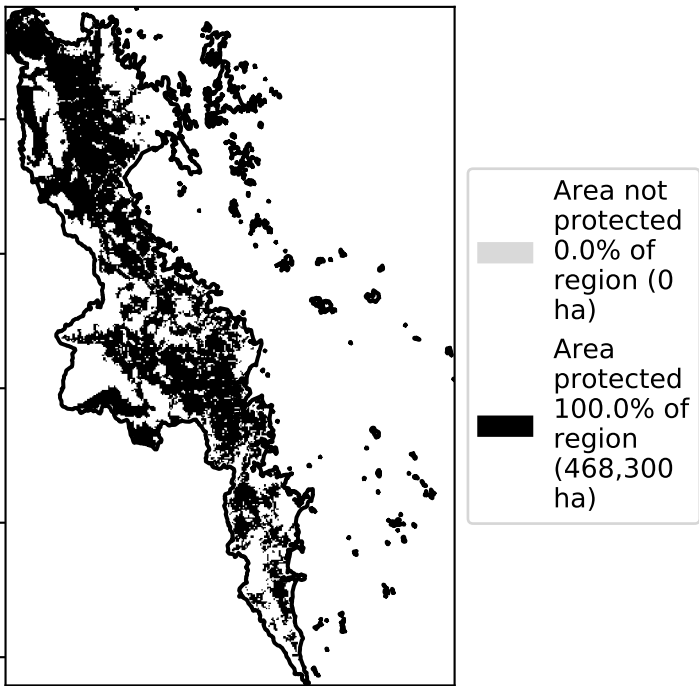 Area not
protected
0.0% of
region (0
ha)
Area
protected
100.0% of
region
(468,300
ha)